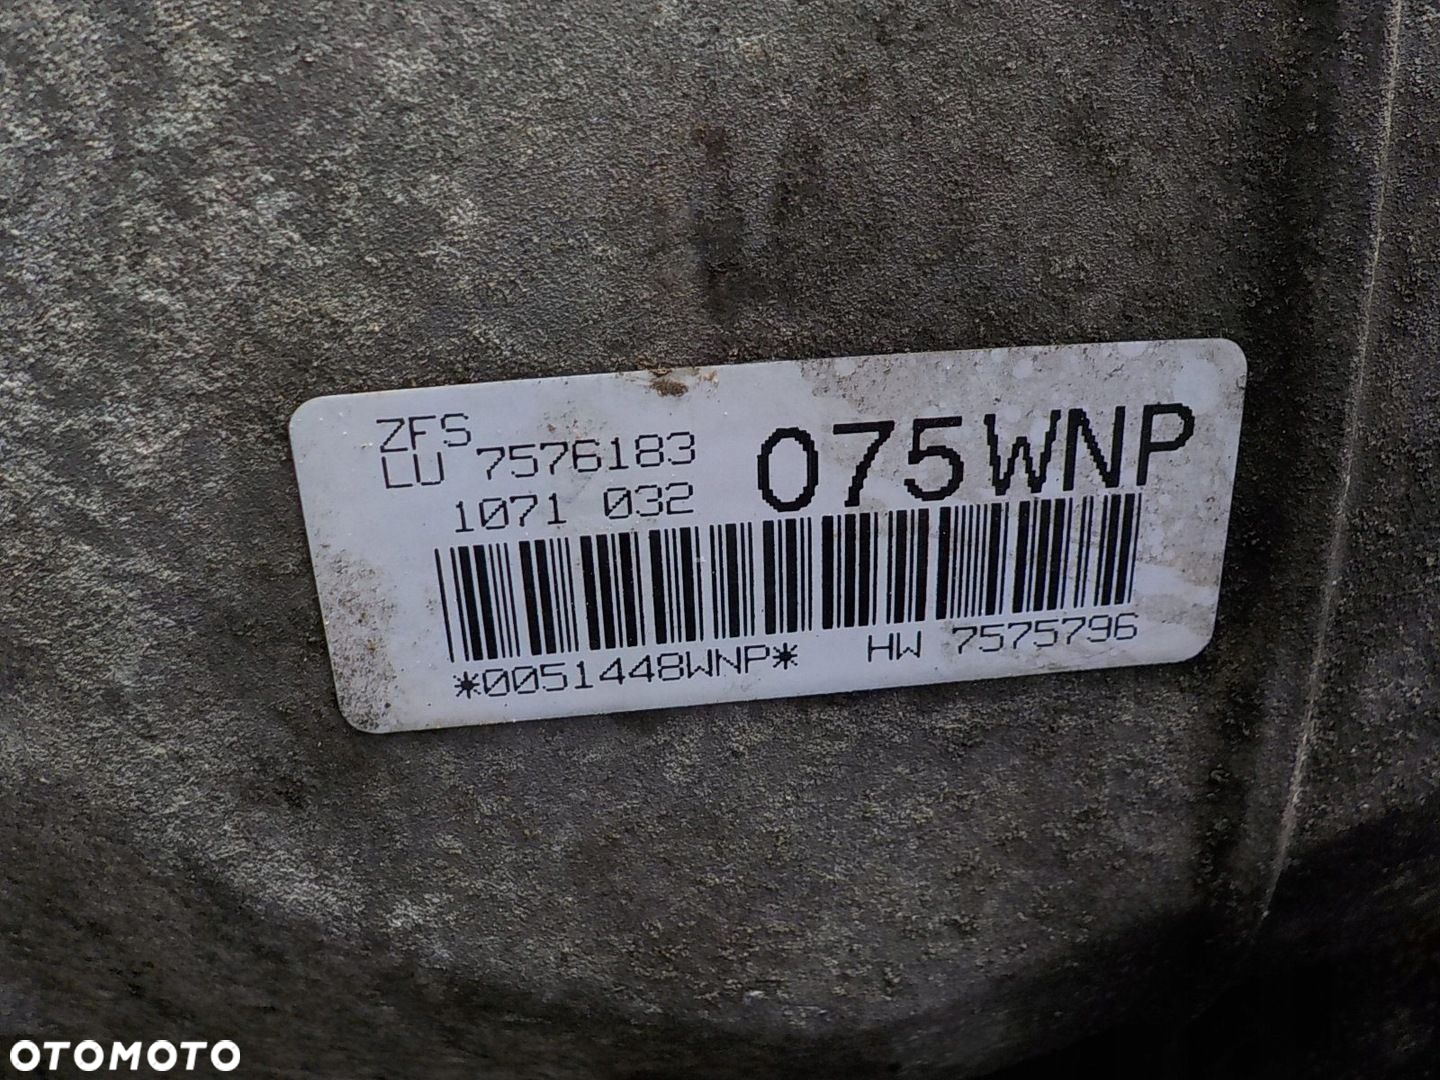 ZFS
LU 7576183
1071 032
075WNP
*0051448WNP*
HW 7575796
OTOMOTO